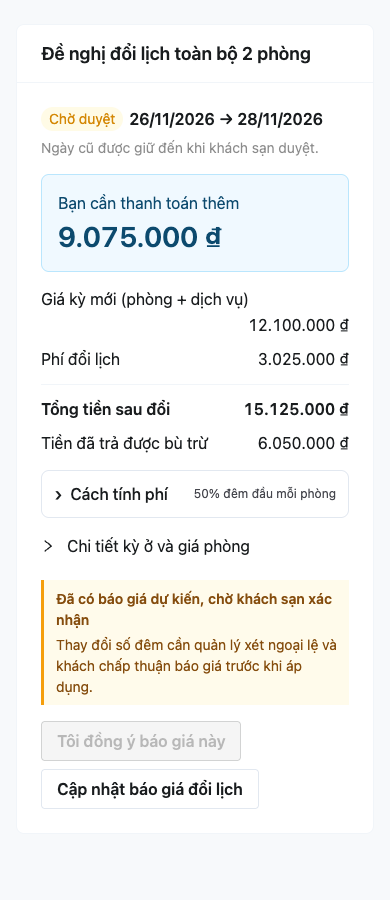 Đề nghị đổi lịch toàn bộ 2 phòng
Chờ duyệt 26/11/2026 → 28/11/2026
Ngày cũ được giữ đến khi khách sạn duyệt.
Bạn cần thanh toán thêm
9.075.000 ₫
Giá kỳ mới (phòng + dịch vụ)
12.100.000 ₫
Phí đổi lịch 3.025.000 ₫
Tổng tiền sau đổi 15.125.000 ₫
Tiền đã trả được bù trừ 6.050.000 ₫
› Cách tính phí 50% đêm đầu mỗi phòng
Chi tiết kỳ ở và giá phòng
Đã có báo giá dự kiến, chờ khách sạn xác
nhận
Thay đổi số đêm cần quản lý xét ngoại lệ và
khách chấp thuận báo giá trước khi áp
dụng.
Tôi đồng ý báo giá này
Cập nhật báo giá đổi lịch